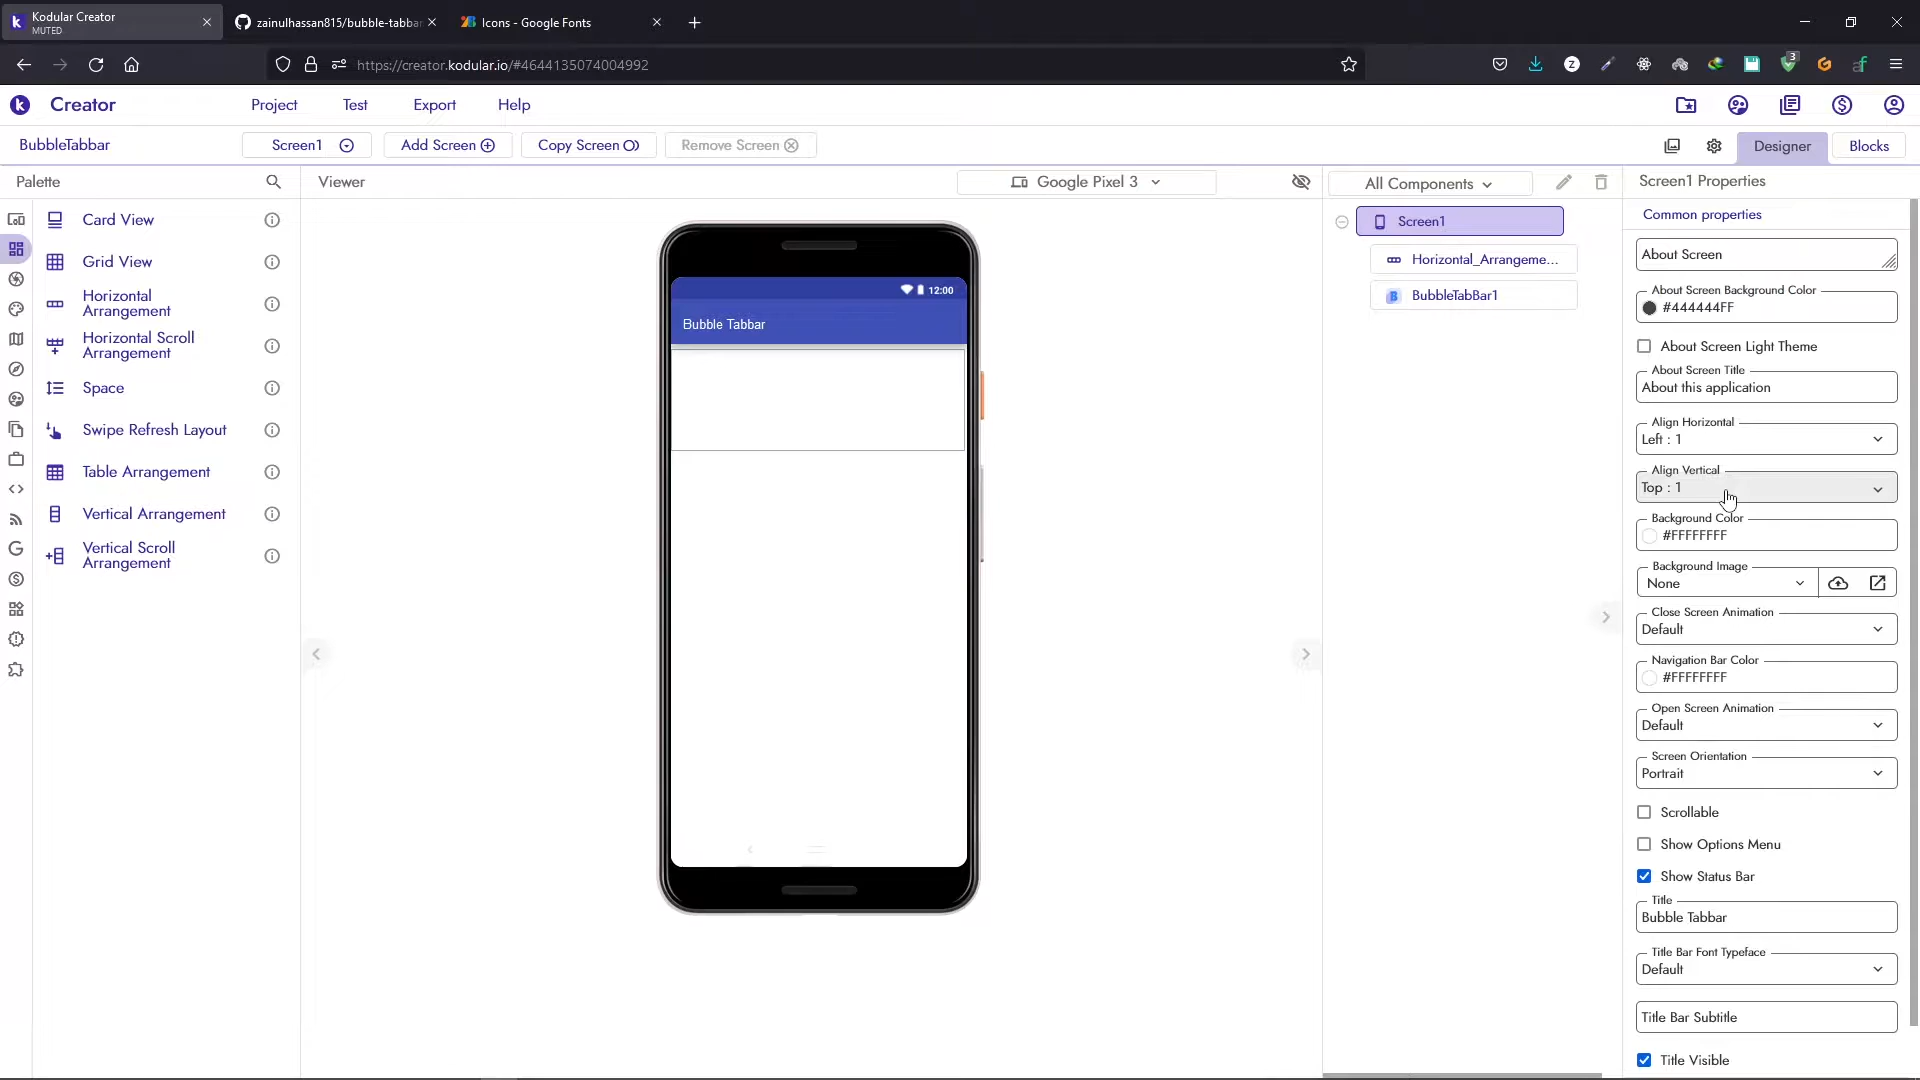 Kodular Creator
MUTED
zainulhassan815/bubble-tabbar
Icons - Google Fonts
https://creator.kodular.io/#4644135074004992
3
Creator
Project
Test
Export
Help
BubbleTabbar
Screen1
Add Screen
Copy Screen
Remove Screen
Designer
Blocks
Palette
Viewer
Google Pixel 3
All Components
Screen1 Properties
Card View
Grid View
Horizontal
Arrangement
Horizontal Scroll
Arrangement
Space
Swipe Refresh Layout
Table Arrangement
Vertical Arrangement
Vertical Scroll
Arrangement
12:00
Bubble Tabbar
Screen1
Horizontal_Arrangeme...
BubbleTabBar1
Common properties
About Screen
About Screen Background Color
#444444FF
About Screen Light Theme
About Screen Title
About this application
Align Horizontal
Left : 1
Align Vertical
Top : 1
Background Color
#FFFFFFFF
Background Image
None
Close Screen Animation
Default
Navigation Bar Color
#FFFFFFFF
Open Screen Animation
Default
Screen Orientation
Portrait
Scrollable
Show Options Menu
Show Status Bar
Title
Bubble Tabbar
Title Bar Font Typeface
Default
Title Bar Subtitle
Title Visible